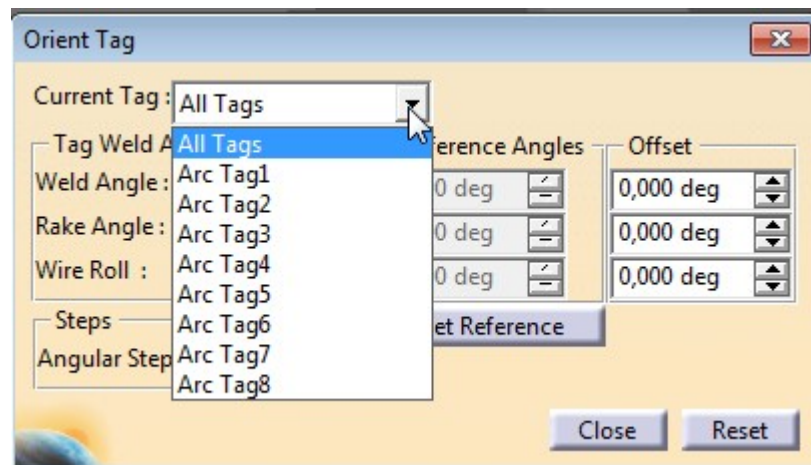 Orient Tag
Current Tag : All Tags
All Tags
Arc Tag1
Arc Tag2
Arc Tag3
Arc Tag4
Arc Tag5
Arc Tag6
Arc Tag7
Arc Tag8
Tag Weld A
ference Angles
Offset
Weld Angle : 0 deg 0,000 deg
Rake Angle : 0 deg 0,000 deg
Wire Roll : 0 deg 0,000 deg
Steps
et Reference
Angular Step
Close Reset